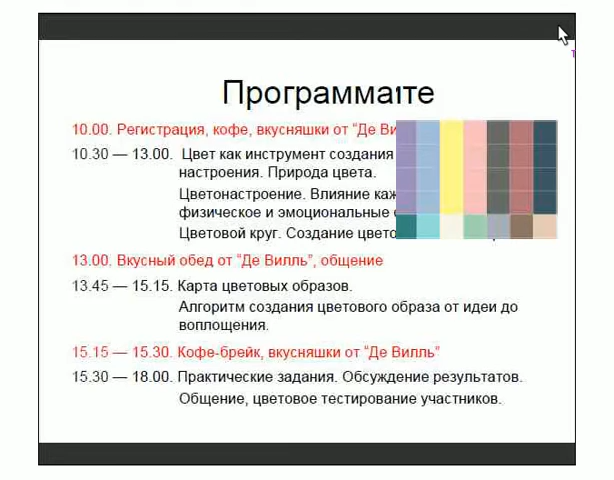 Программаıте
10.00. Регистрация, кофе, вкусняшки от "Де Ви
10.30 — 13.00. Цвет как инструмент создания
настроения. Природа цвета.
Цветонастроение. Влияние
физическое и эмоциональные
Цветовой круг. Создание
13.00. Вкусный обед от "Де Вилль", общение
13.45 — 15.15. Карта цветовых образов.
Алгоритм создания цветового образа от идеи до
воплощения.
15.15 — 15.30. Кофе-брейк, вкусняшки от "Де Вилль"
15.30 — 18.00. Практические задания. Обсуждение результатов.
Общение, цветовое тестирование участников.